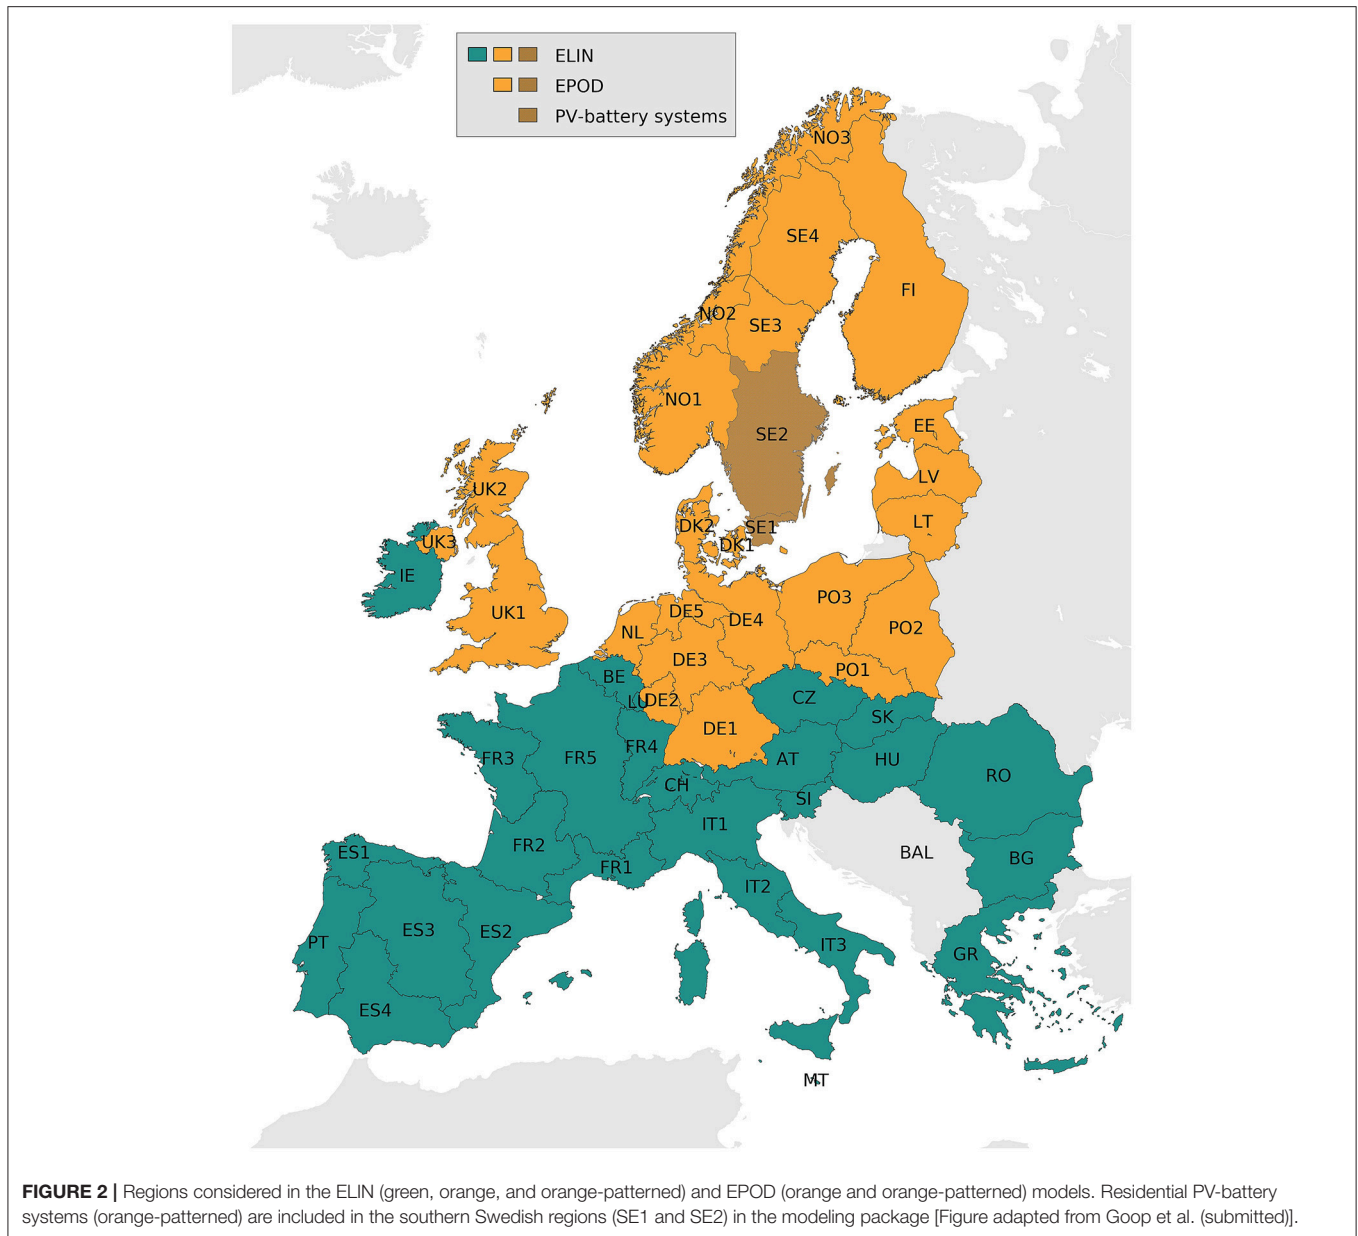 ELIN
EPOD
PV-battery systems
NO3
SE4
FI
NO2
SE3
NO1
SE2
EE
LV
LT
UK2
DK2
SE1
DK1
UK3
IE
UK1
PO3
PO2
PO1
DE5
DE4
NL
DE3
BE
LU
DE2
DE1
CZ
SK
FR4
AT
HU
RO
FR3
FR5
CH
SI
IT1
BAL
BG
FR2
FR1
IT2
ES1
ES3
ES2
PT
IT3
GR
ES4
MT
FIGURE 2 | Regions considered in the ELIN (green, orange, and orange-patterned) and EPOD (orange and orange-patterned) models. Residential PV-battery
systems (orange-patterned) are included in the southern Swedish regions (SE1 and SE2) in the modeling package [Figure adapted from Goop et al. (submitted)].